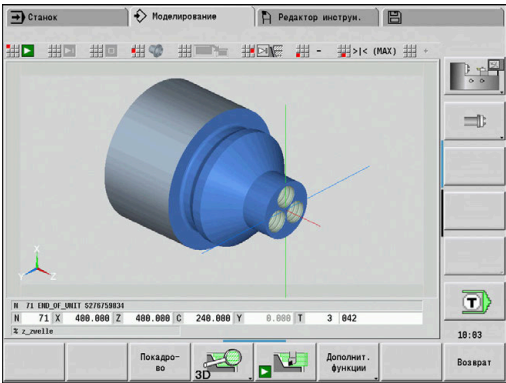 Станок
Моделирование
Редактор инструм.
- >|< (MAX) +
X
Y
Z
N 71 END_OF_UNIT 5276759834
N 71 X 400.000 Z 400.000 C 240.000 Y 0.000 T 3 042
% z_zwelle
T
10:03
Покадро-
во
3D
Дополнит.
функции
Возврат